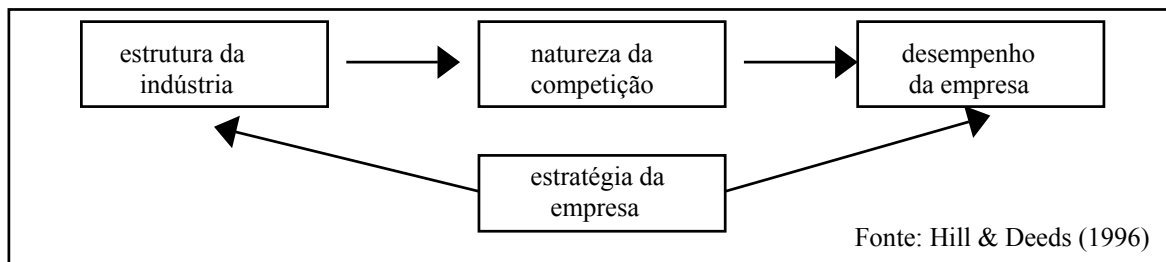 estrutura da
indústria
natureza da
competição
desempenho
da empresa
estratégia da
empresa
Fonte: Hill & Deeds (1996)